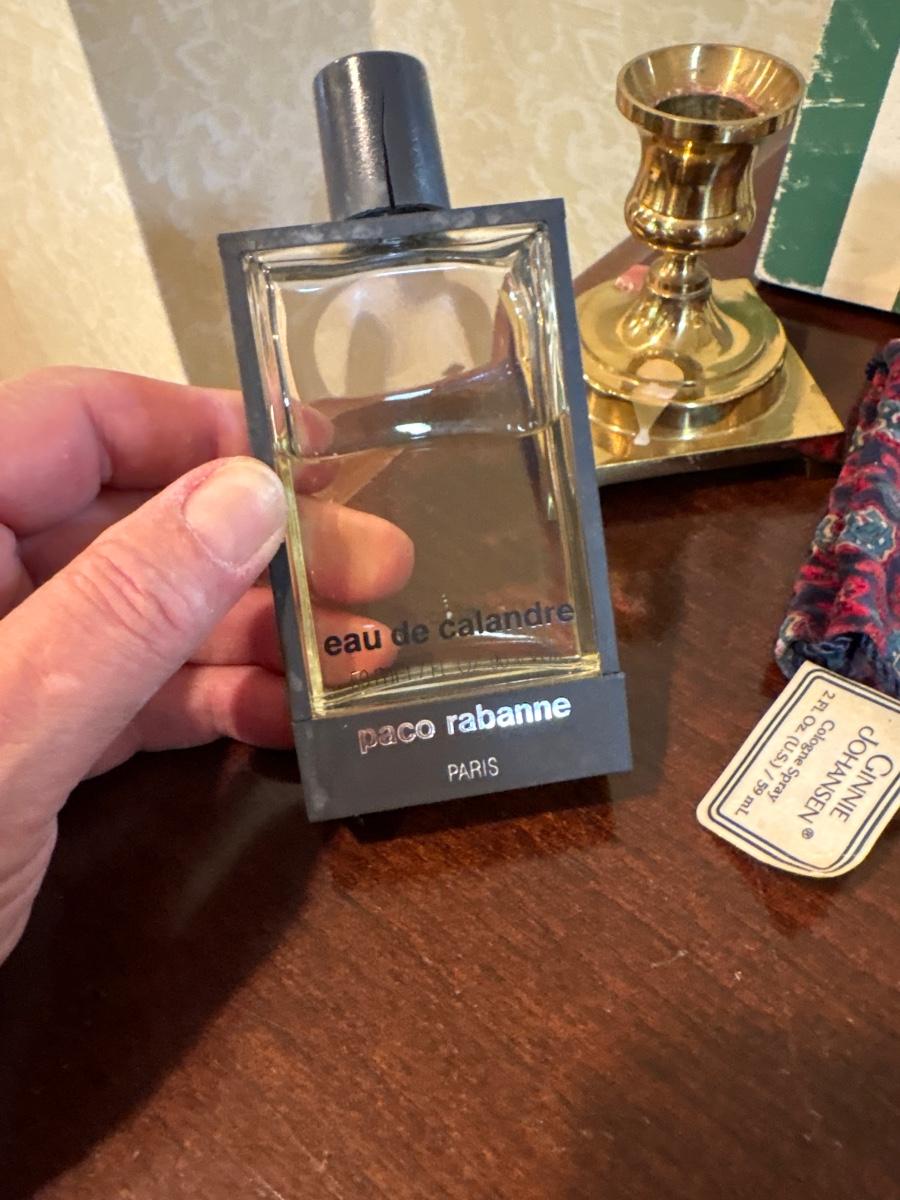 eau de calandre
paco rabanne
PARIS
GINNIE
JOHANSEN ®
Cologne Spray
2 Fl. Oz (U.S.) / 59 mL